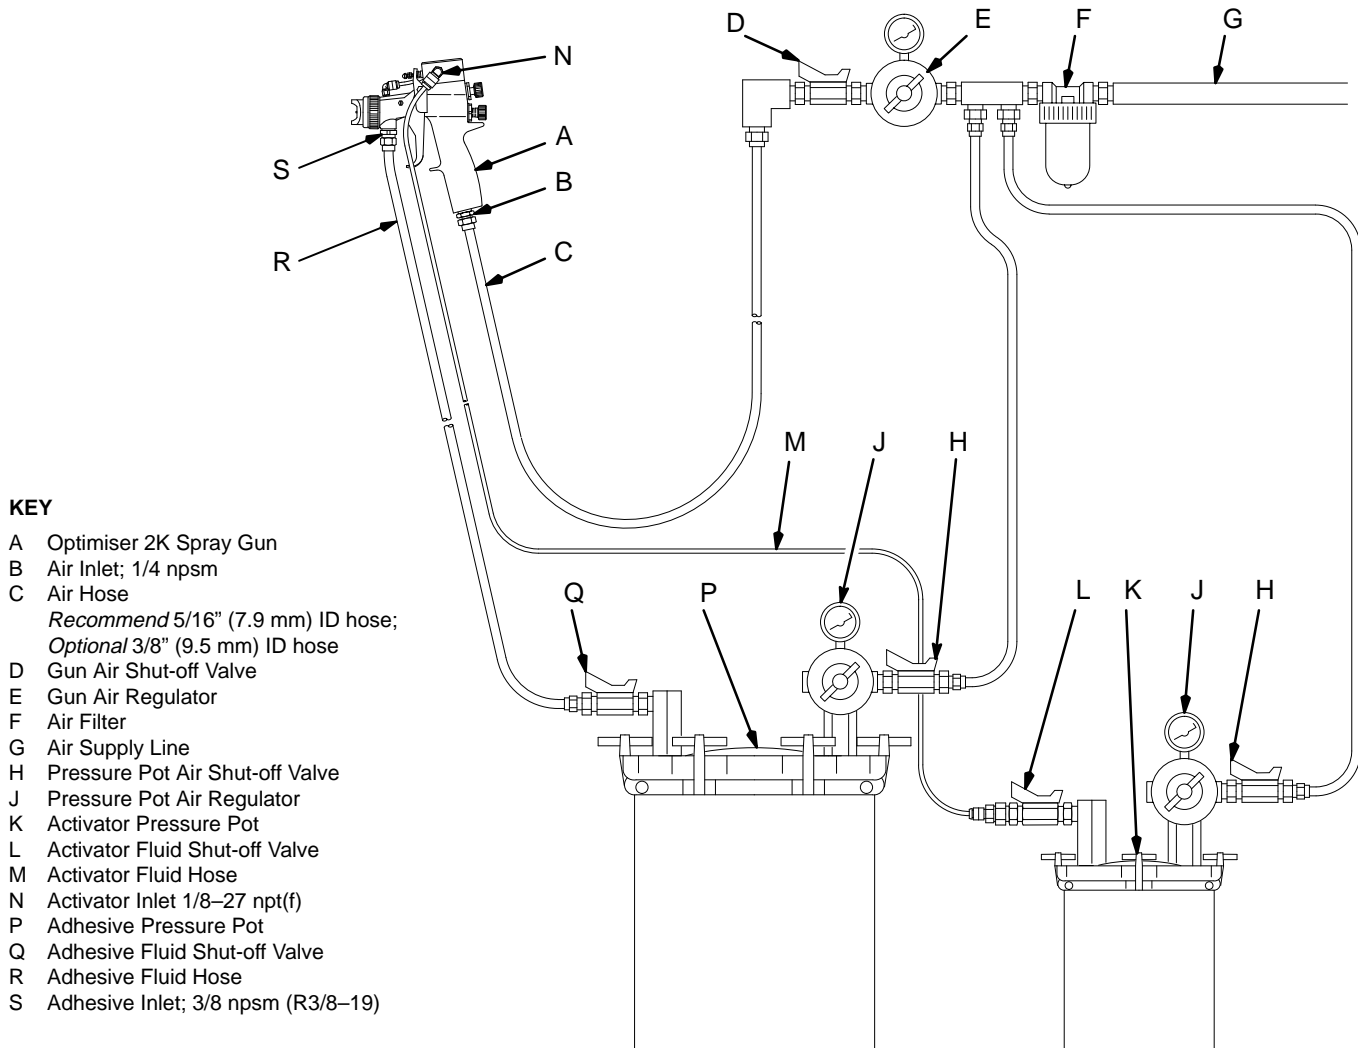 D
E
F
G
N
A
S
B
C
R
M
J
H
Q
P
L
K
J
H
KEY
A Optimiser 2K Spray Gun
B Air Inlet; 1/4 npsm
C Air Hose
Recommend 5/16” (7.9 mm) ID hose;
Optional 3/8” (9.5 mm) ID hose
D Gun Air Shut-off Valve
E Gun Air Regulator
F Air Filter
G Air Supply Line
H Pressure Pot Air Shut-off Valve
J Pressure Pot Air Regulator
K Activator Pressure Pot
L Activator Fluid Shut-off Valve
M Activator Fluid Hose
N Activator Inlet 1/8–27 npt(f)
P Adhesive Pressure Pot
Q Adhesive Fluid Shut-off Valve
R Adhesive Fluid Hose
S Adhesive Inlet; 3/8 npsm (R3/8–19)